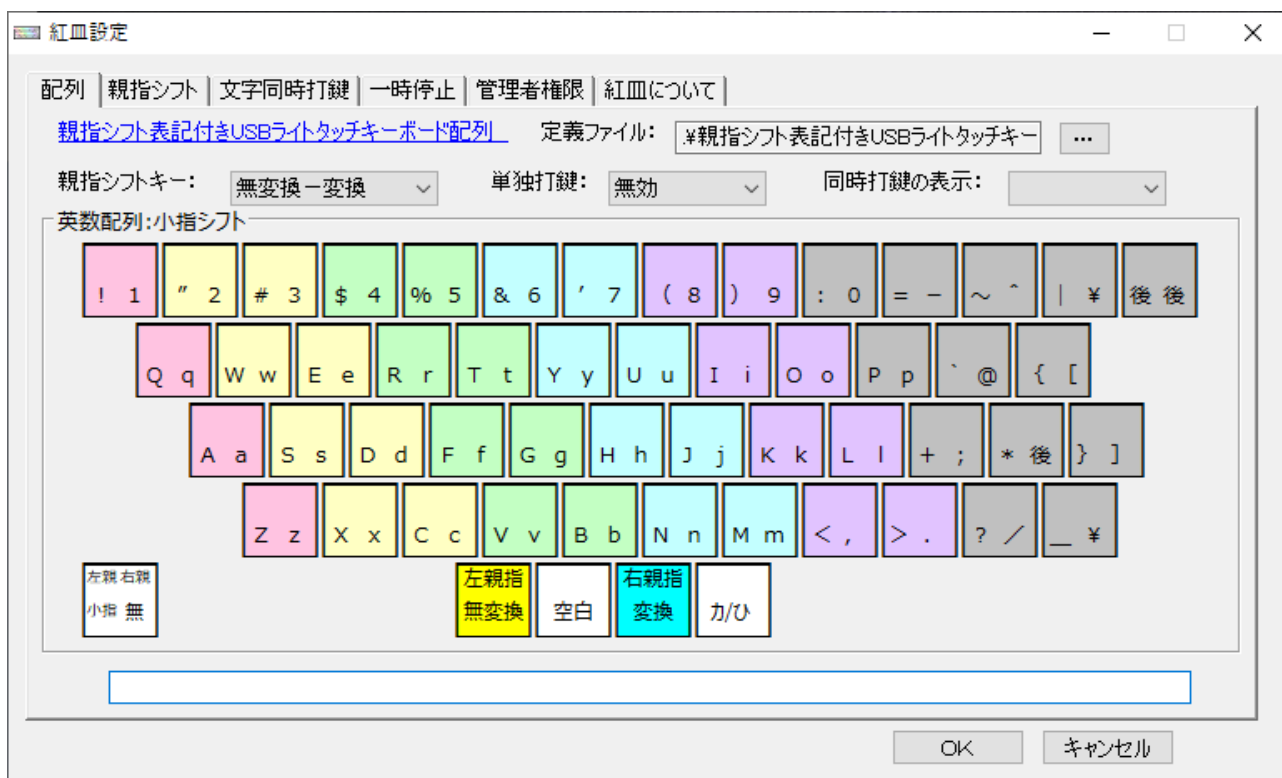 紅皿設定
配列 親指シフト 文字同時打鍵 一時停止 管理者権限 紅皿について
親指シフト表記付きUSBライトタッチキーボード配列 定義ファイル: .¥親指シフト表記付きUSBライトタッチキー ...
親指シフトキー: 無変換－変換 単独打鍵: 無効 同時打鍵の表示:
英数配列:小指シフト
! 1 ″ 2 # 3 $ 4 % 5 & 6 ′ 7 ( 8 ) 9 : 0 = － ～ ＾ | ¥ 後 後
Q q W w E e R r T t Y y U u I i O o P p ` @ { [
A a S s D d F f G g H h J j K k L l + ; * 後 } ]
Z z X x C c V v B b N n M m < , > . ? ／ ＿ ¥
左親 右親 左親指 右親指
小指 無 無変換 空白 変換 カ/ひ
OK キャンセル